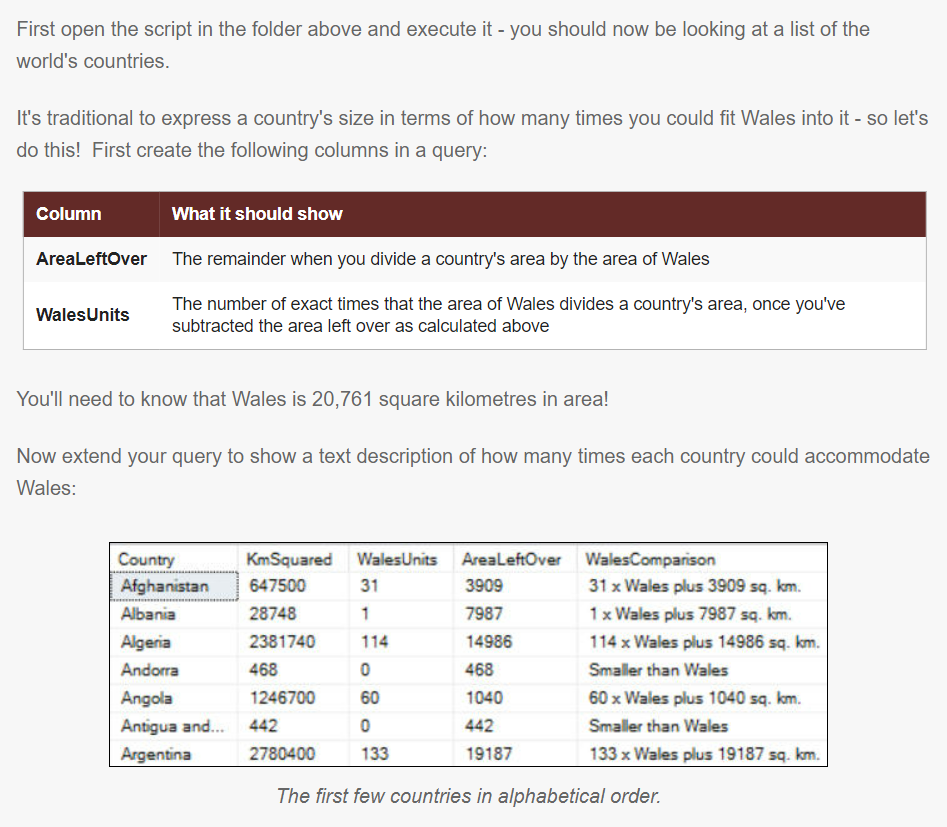 First open the script in the folder above and execute it - you should now be looking at a list of the
world's countries.
It's traditional to express a country's size in terms of how many times you could fit Wales into it - so let's
do this!  First create the following columns in a query:
Column What it should show
AreaLeftOver The remainder when you divide a country's area by the area of Wales
WalesUnits The number of exact times that the area of Wales divides a country's area, once you've
subtracted the area left over as calculated above
You'll need to know that Wales is 20,761 square kilometres in area!
Now extend your query to show a text description of how many times each country could accommodate
Wales:
Country KmSquared WalesUnits AreaLeftOver WalesComparison
Afghanistan 647500 31 3909 31 x Wales plus 3909 sq. km.
Albania 28748 1 7987 1 x Wales plus 7987 sq. km.
Algeria 2381740 114 14986 114 x Wales plus 14986 sq. km.
Andorra 468 0 468 Smaller than Wales
Angola 1246700 60 1040 60 x Wales plus 1040 sq. km.
Antigua and... 442 0 442 Smaller than Wales
Argentina 2780400 133 19187 133 x Wales plus 19187 sq. km.
The first few countries in alphabetical order.